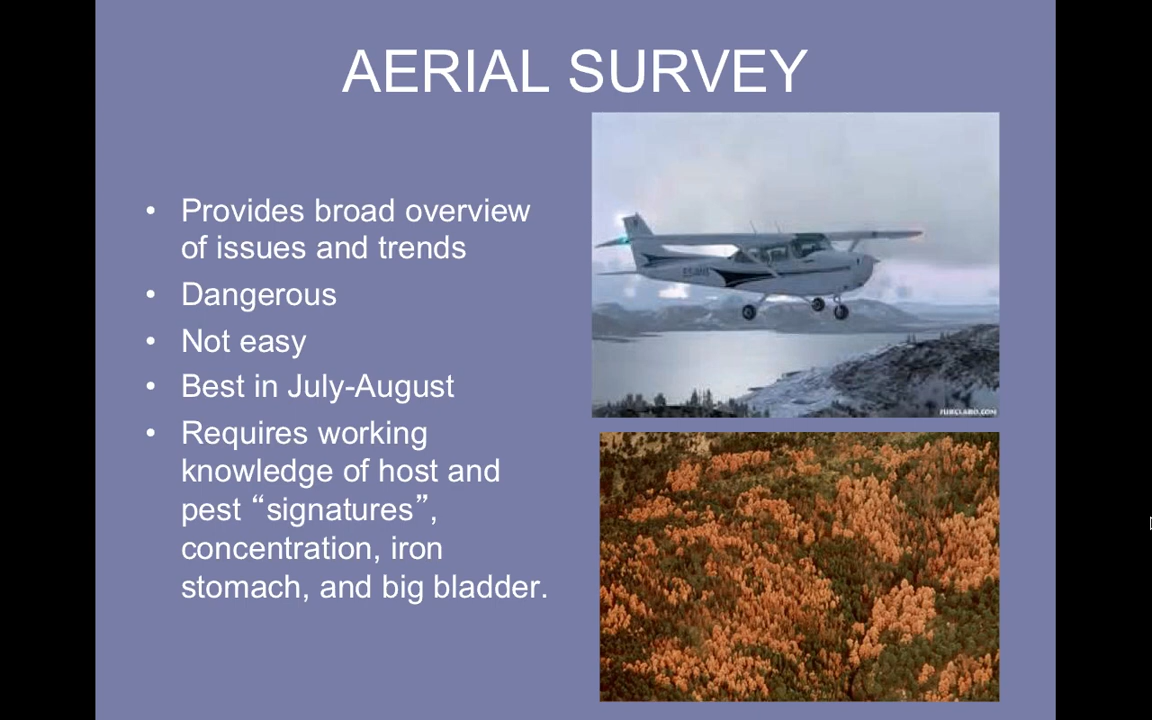 AERIAL SURVEY
• Provides broad overview
of issues and trends
• Dangerous
• Not easy
• Best in July-August
• Requires working
knowledge of host and
pest “signatures”,
concentration, iron
stomach, and big bladder.